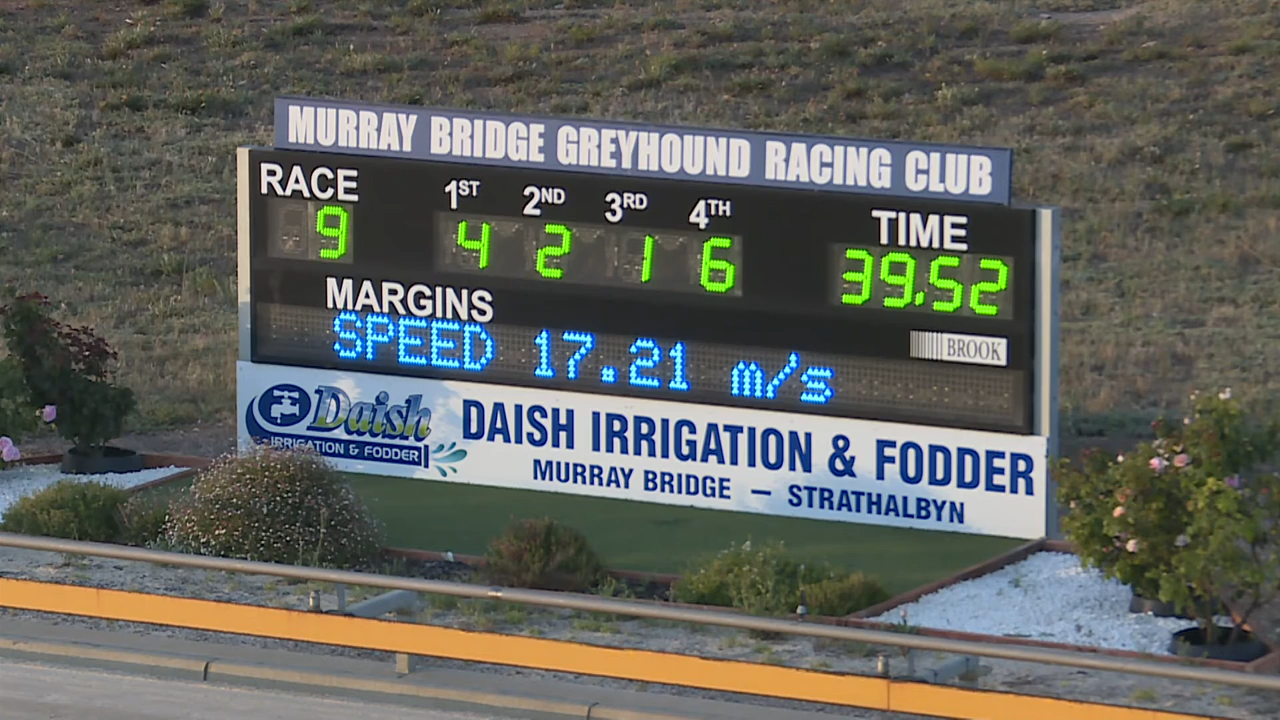 MURRAY BRIDGE GREYHOUND RACING CLUB
RACE 1ST 2ND 3RD 4TH TIME
9 4 2 1 6 39.52
MARGINS
SPEED 17.21 m/s
BROOK
Daish
IRRIGATION & FODDER
DAISH IRRIGATION & FODDER
MURRAY BRIDGE – STRATHALBYN